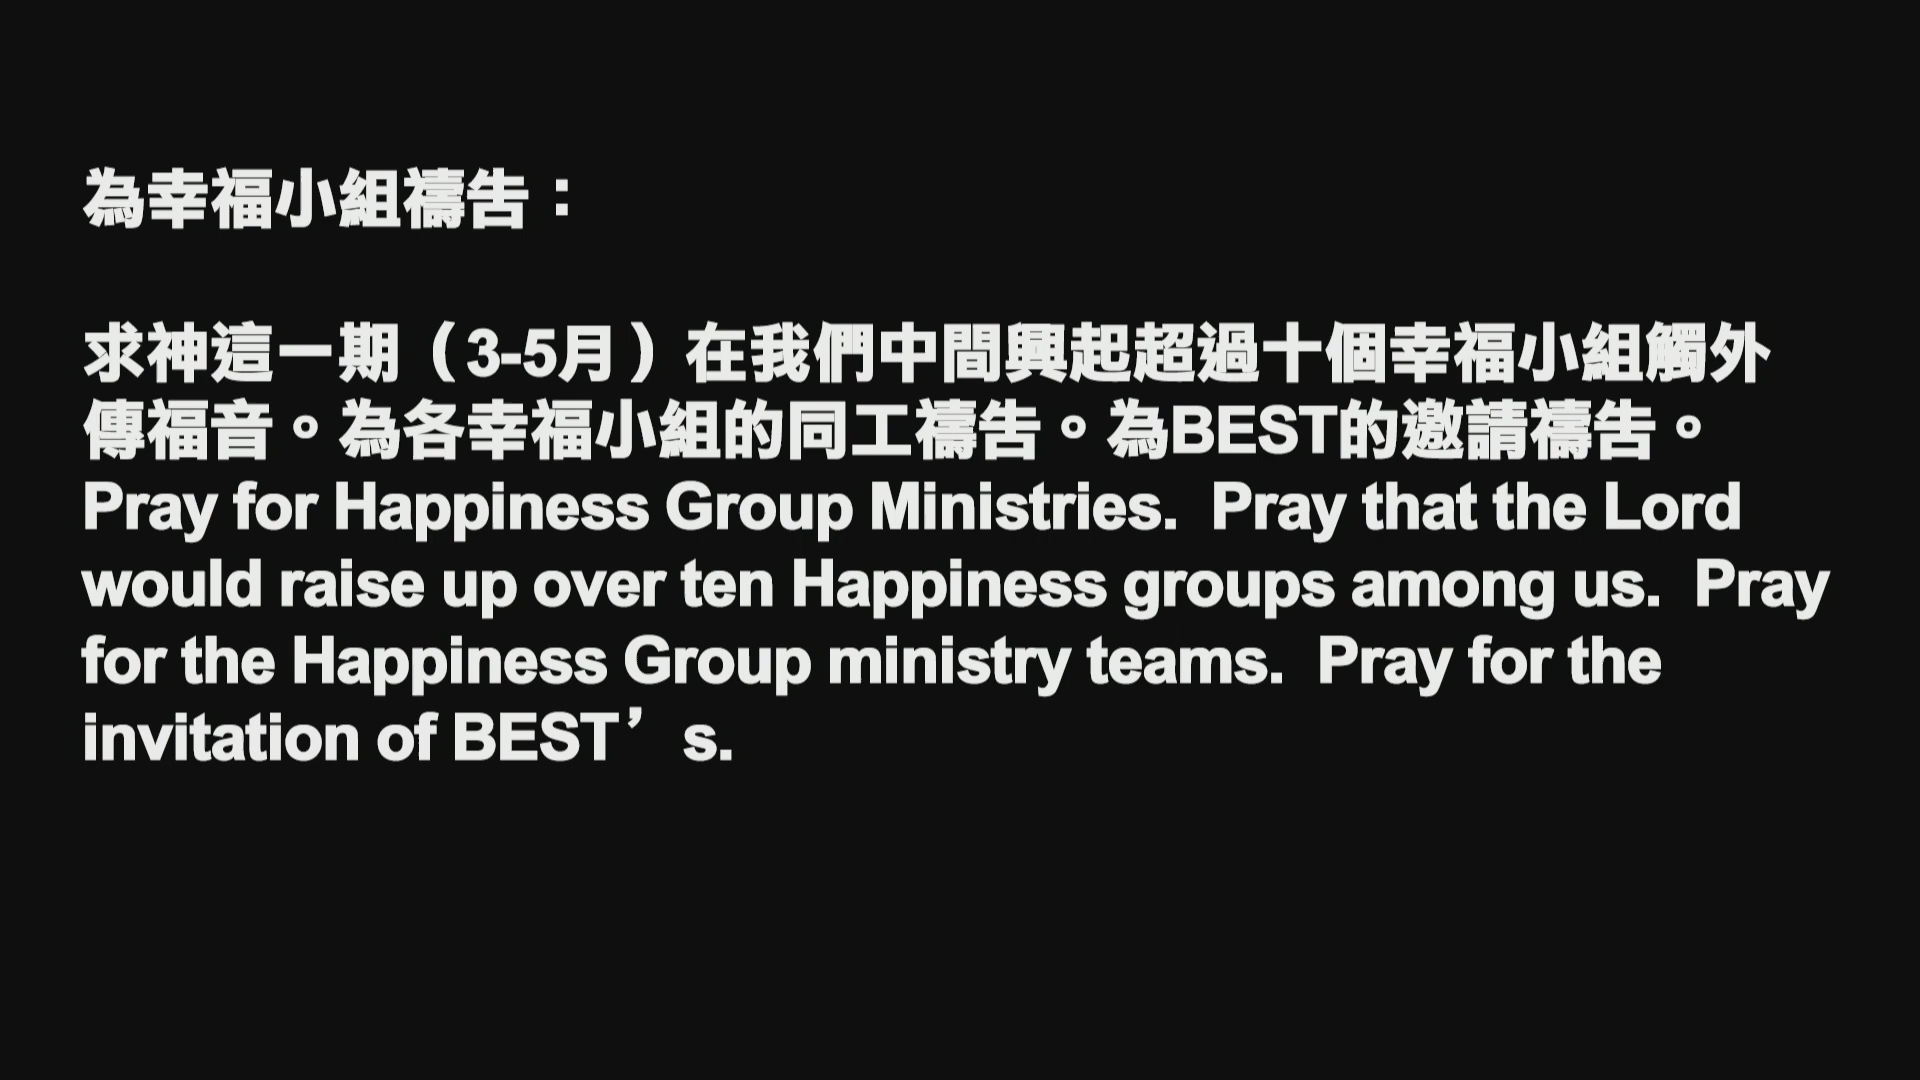 為幸福小組禱告：
求神這一期（3-5月）在我們中間興起超過十個幸福小組觸外
傳福音。為各幸福小組的同工禱告。為BEST的邀請禱告。
Pray for Happiness Group Ministries.  Pray that the Lord
would raise up over ten Happiness groups among us.  Pray
for the Happiness Group ministry teams.  Pray for the
invitation of BEST’s.